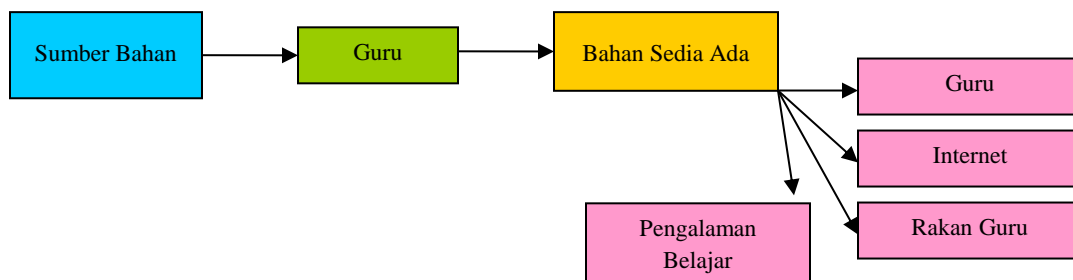 Sumber Bahan
Guru
Bahan Sedia Ada
Guru
Internet
Rakan Guru
Pengalaman
Belajar